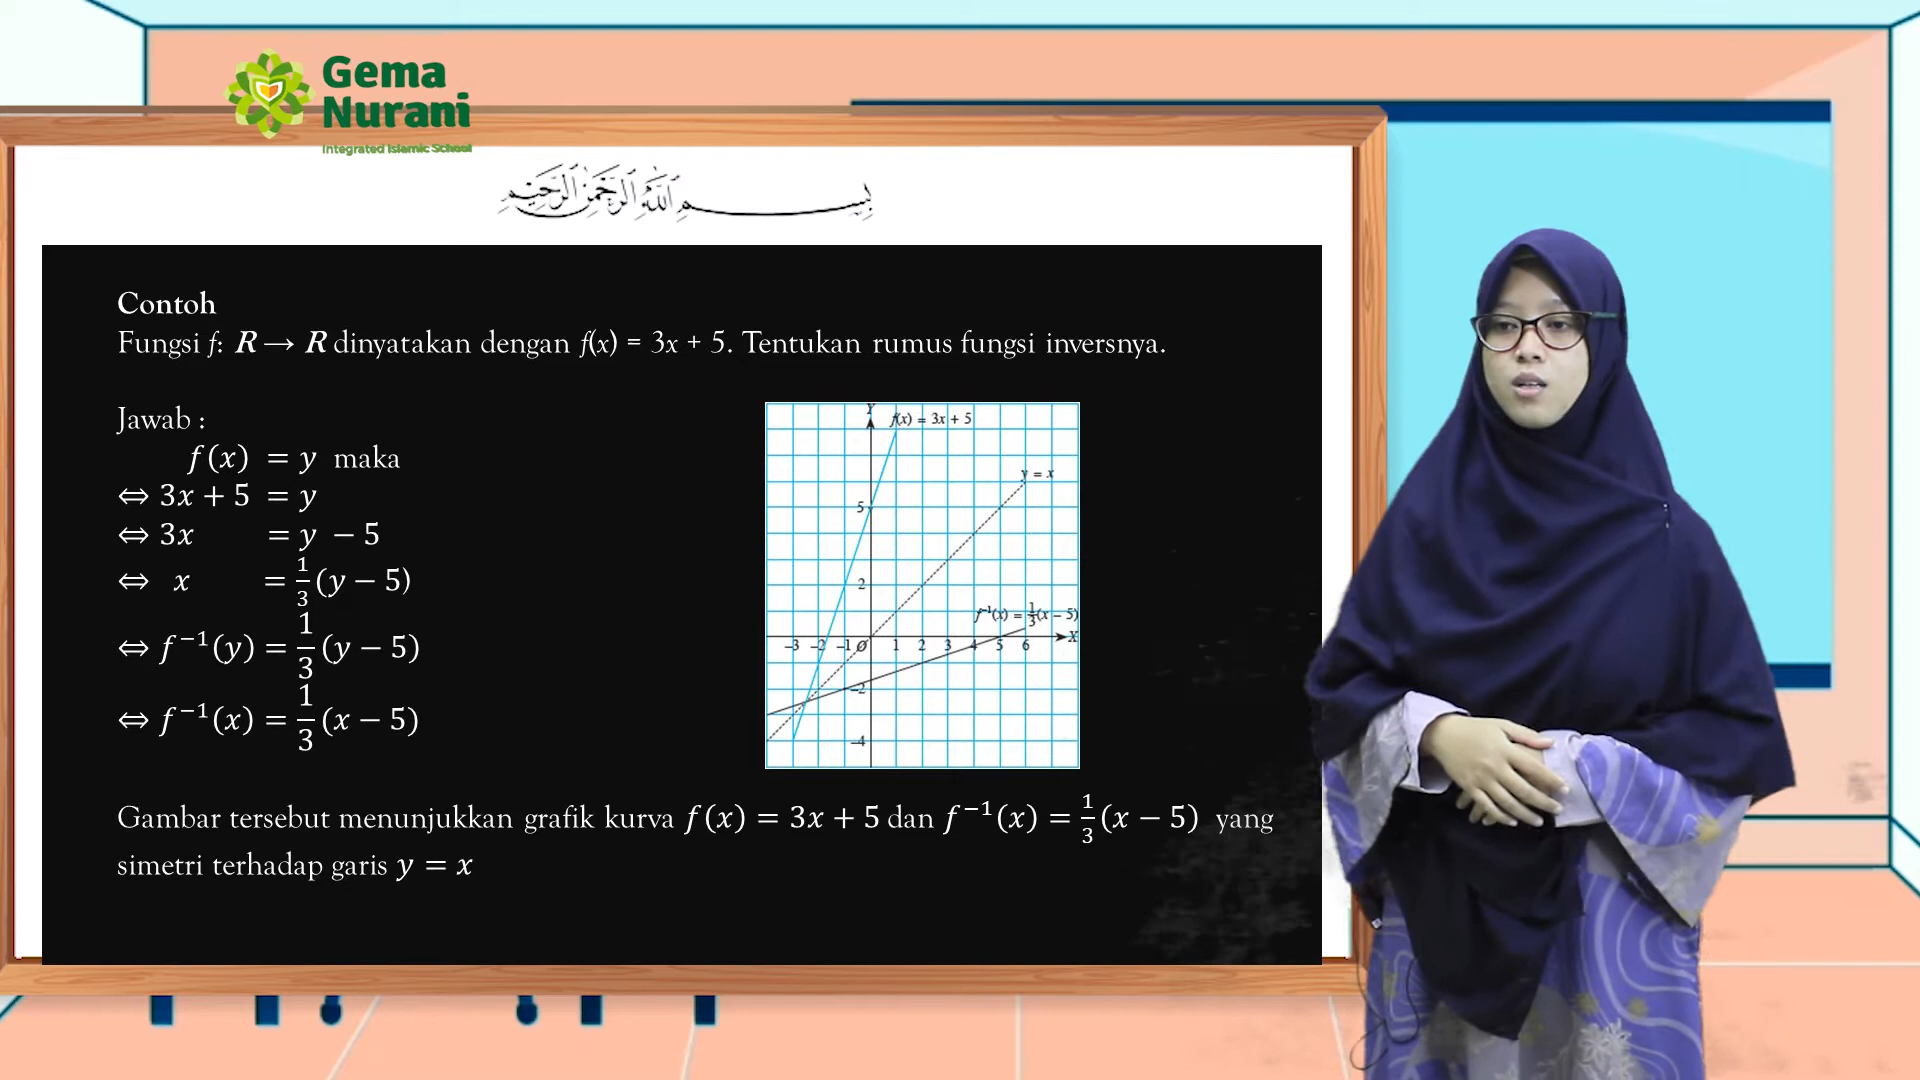 Gema
Nurani
Integrated Islamic School
بِسْمِ اللَّهِ الرَّحْمَٰنِ الرَّحِيمِ
Contoh
Fungsi f: R → R dinyatakan dengan f(x) = 3x + 5. Tentukan rumus fungsi inversnya.
Jawab :
f(x) = y maka
⇔ 3x + 5 = y
⇔ 3x = y − 5
⇔ x = 1/3 (y − 5)
⇔ f⁻¹(y) = 1/3 (y − 5)
⇔ f⁻¹(x) = 1/3 (x − 5)
Y
f(x) = 3x + 5
y = x
5
2
f⁻¹(x) = 1/3(x − 5)
−3 −2 −1 O 1 2 3 4 5 6 X
−2
−4
Gambar tersebut menunjukkan grafik kurva f(x) = 3x + 5 dan f⁻¹(x) = 1/3 (x − 5) yang
simetri terhadap garis y = x